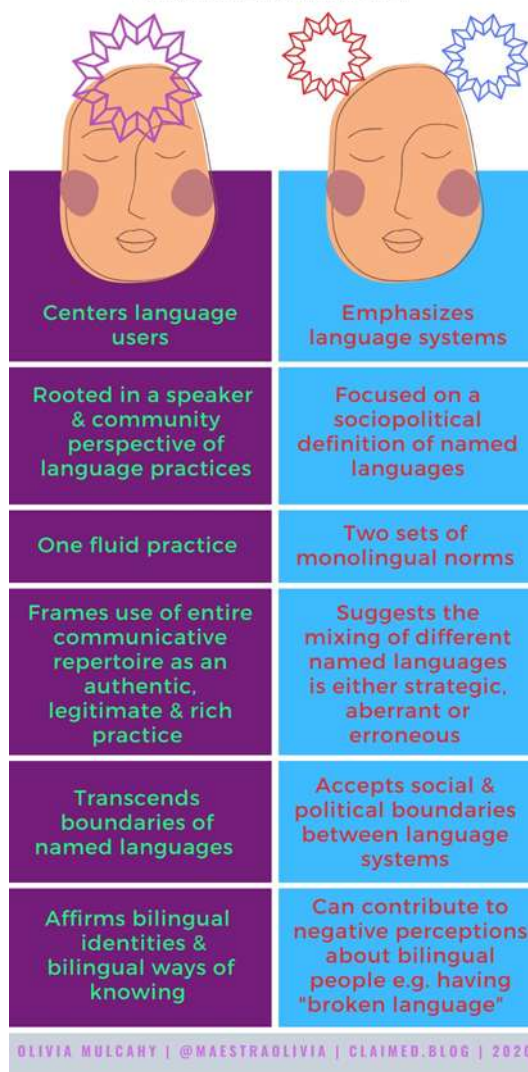 Centers language
users
Emphasizes
language systems
Rooted in a speaker
& community
perspective of
language practices
Focused on a
sociopolitical
definition of named
languages
One fluid practice
Two sets of
monolingual norms
Frames use of entire
communicative
repertoire as an
authentic,
legitimate & rich
practice
Suggests the
mixing of different
named languages
is either strategic,
aberrant or
erroneous
Transcends
boundaries of
named languages
Accepts social &
political boundaries
between language
systems
Affirms bilingual
identities &
bilingual ways of
knowing
Can contribute to
negative perceptions
about bilingual
people e.g. having
"broken language"
OLIVIA MULCAHY | @MAESTRAOLIVIA | CLAIMED.BLOG | 2020